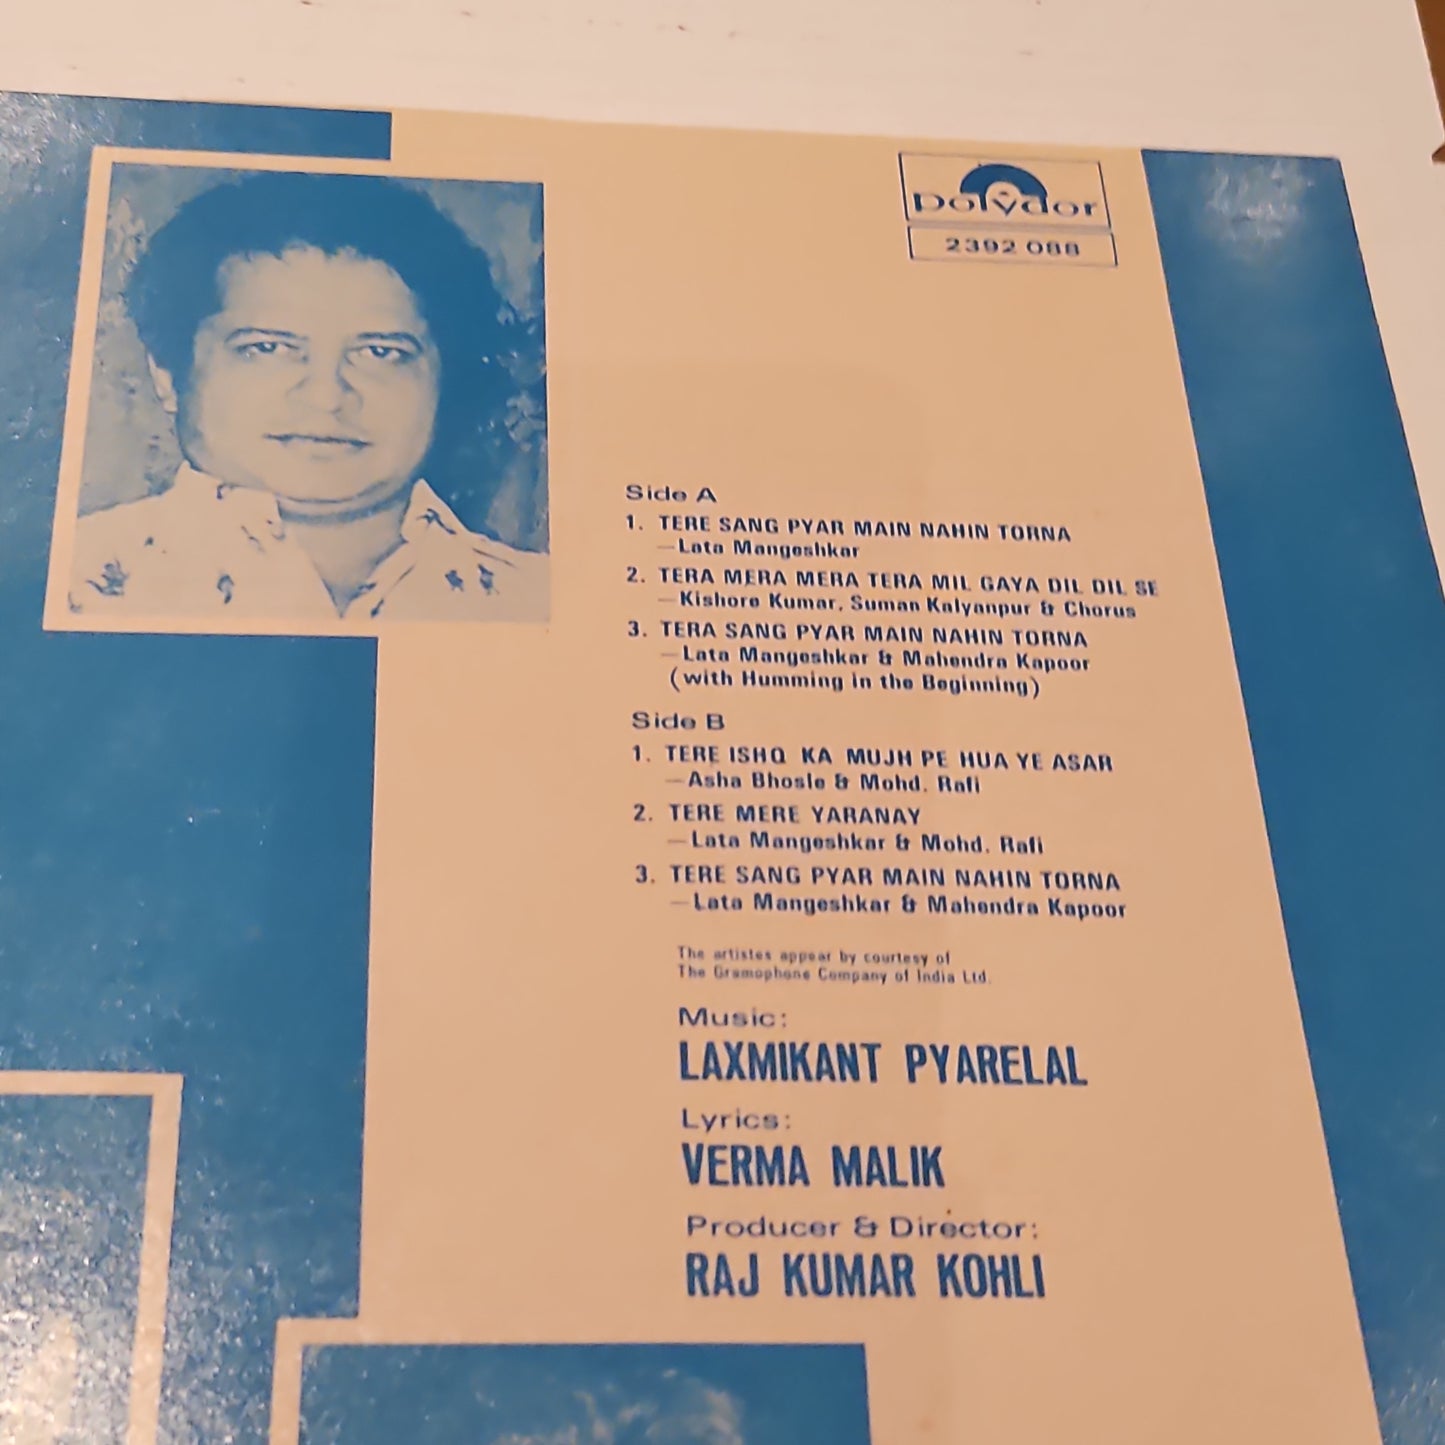 Polydor
2392 088
Side A
1. TERE SANG PYAR MAIN NAHIN TORNA
—Lata Mangeshkar
2. TERA MERA MERA TERA MIL GAYA DIL DIL SE
—Kishore Kumar, Suman Kalyanpur & Chorus
3. TERA SANG PYAR MAIN NAHIN TORNA
—Lata Mangeshkar & Mahendra Kapoor
(with Humming in the Beginning)
Side B
1. TERE ISHQ KA MUJH PE HUA YE ASAR
—Asha Bhosle & Mohd. Rafi
2. TERE MERE YARANAY
—Lata Mangeshkar & Mohd. Rafi
3. TERE SANG PYAR MAIN NAHIN TORNA
—Lata Mangeshkar & Mahendra Kapoor
The artistes appear by courtesy of
The Gramophone Company of India Ltd.
Music:
LAXMIKANT PYARELAL
Lyrics:
VERMA MALIK
Producer & Director:
RAJ KUMAR KOHLI